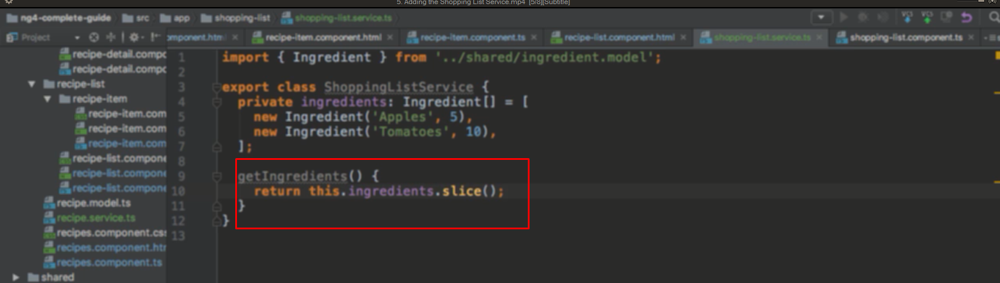 5. Adding the Shopping List Service.mp4 [5/8][Subtitle]
ng4-complete-guide src app shopping-list shopping-list.service.ts
Project
omponent.html recipe-item.component.html recipe-item.component.ts recipe-list.component.html shopping-list.service.ts shopping-list.component.ts
recipe-detail.compo
recipe-detail.compo
recipe-list
recipe-item
recipe-item.com
recipe-item.com
recipe-item.com
recipe-list.compone
recipe-list.compone
recipe-list.compone
recipe.model.ts
recipe.service.ts
recipes.component.css
recipes.component.htm
recipes.component.ts
shared
1 import { Ingredient } from '../shared/ingredient.model';
2
3 export class ShoppingListService {
4 private ingredients: Ingredient[] = [
5 new Ingredient('Apples', 5),
6 new Ingredient('Tomatoes', 10),
7 ];
8
9 getIngredients() {
10 return this.ingredients.slice();
11 }
12 }
13
VCS VCS